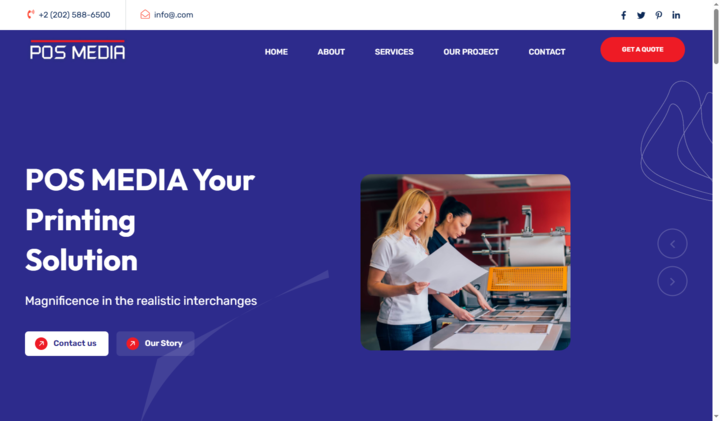 +2 (202) 588-6500
info@.com
POS MEDIA
HOME
ABOUT
SERVICES
OUR PROJECT
CONTACT
GET A QUOTE
POS MEDIA Your
Printing
Solution
Magnificence in the realistic interchanges
Contact us
Our Story